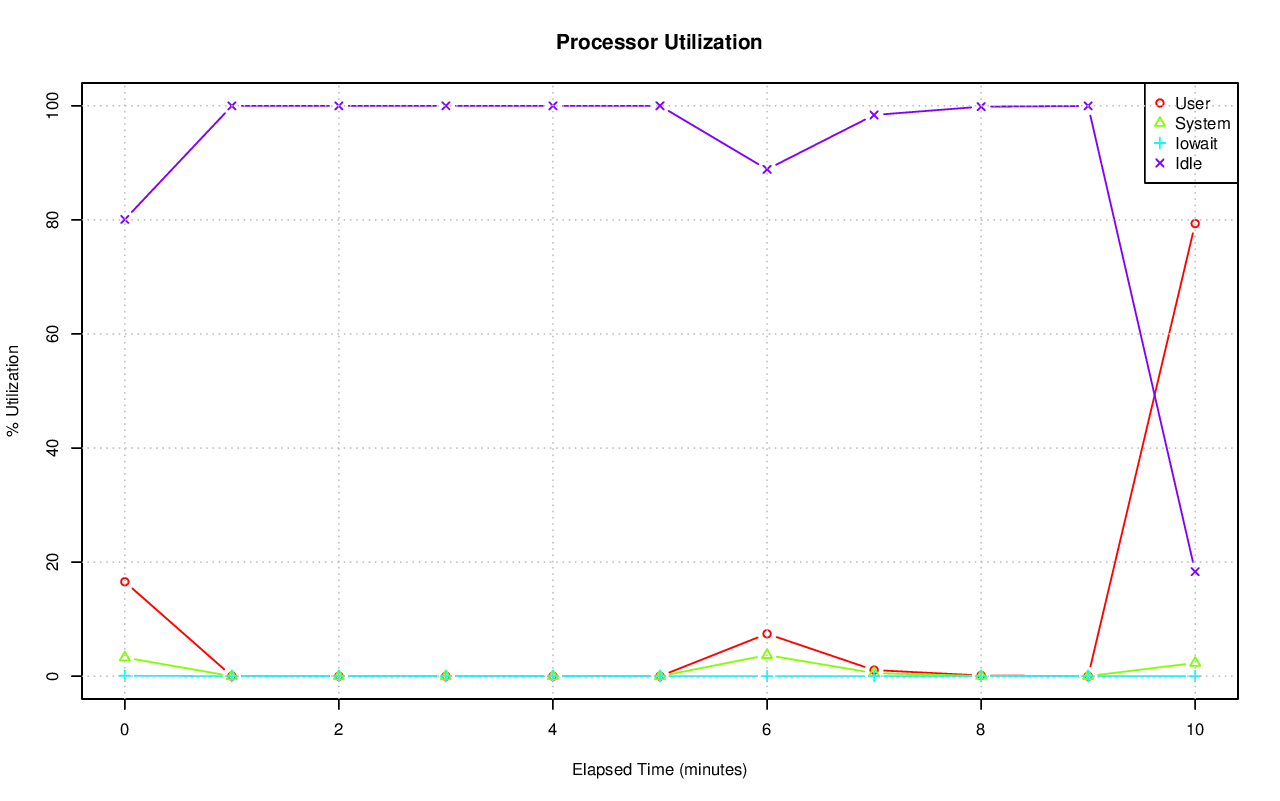 Processor Utilization
User
System
Iowait
Idle
% Utilization
100
80
60
40
20
0
0 2 4 6 8 10
Elapsed Time (minutes)